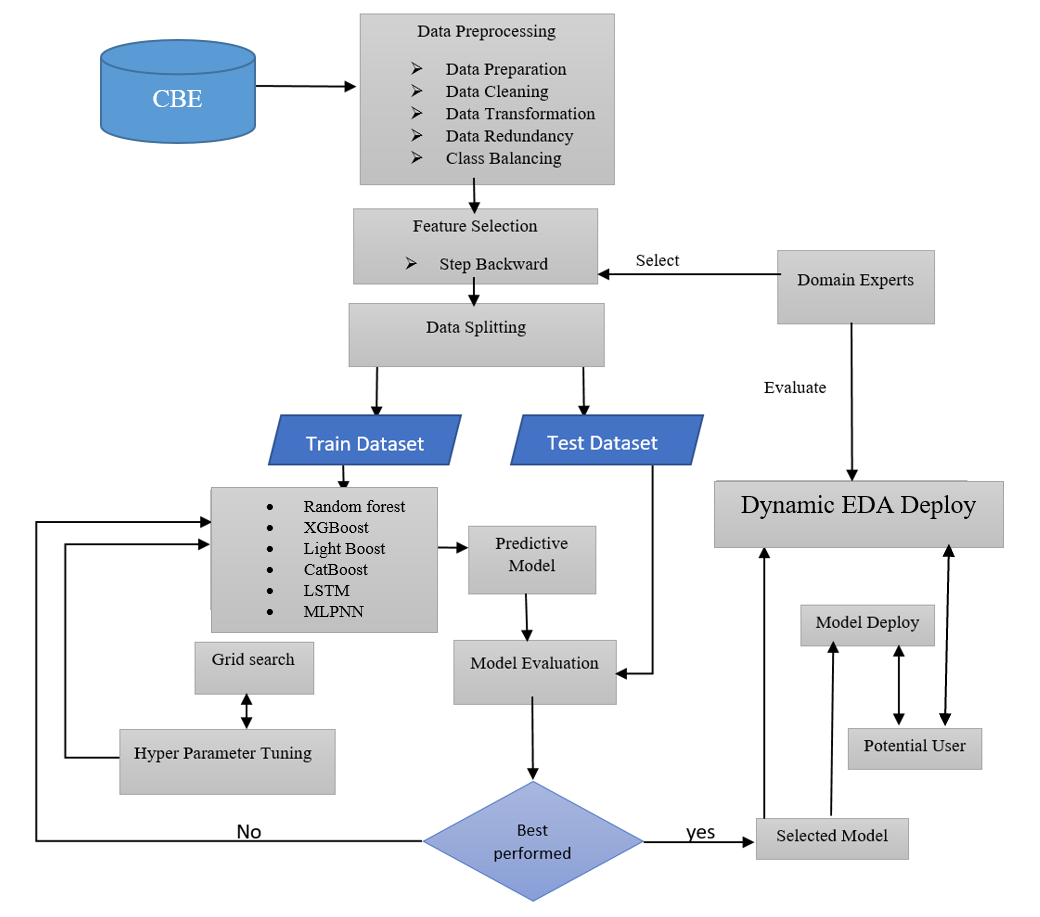 CBE
Data Preprocessing
➢ Data Preparation
➢ Data Cleaning
➢ Data Transformation
➢ Data Redundancy
➢ Class Balancing
Feature Selection
➢ Step Backward
Select
Domain Experts
Data Splitting
Evaluate
Train Dataset
Test Dataset
• Random forest
• XGBoost
• Light Boost
• CatBoost
• LSTM
• MLPNN
Predictive
Model
Dynamic EDA Deploy
Model Deploy
Grid search
Model Evaluation
Hyper Parameter Tuning
Potential User
No
Best
performed
yes
Selected Model